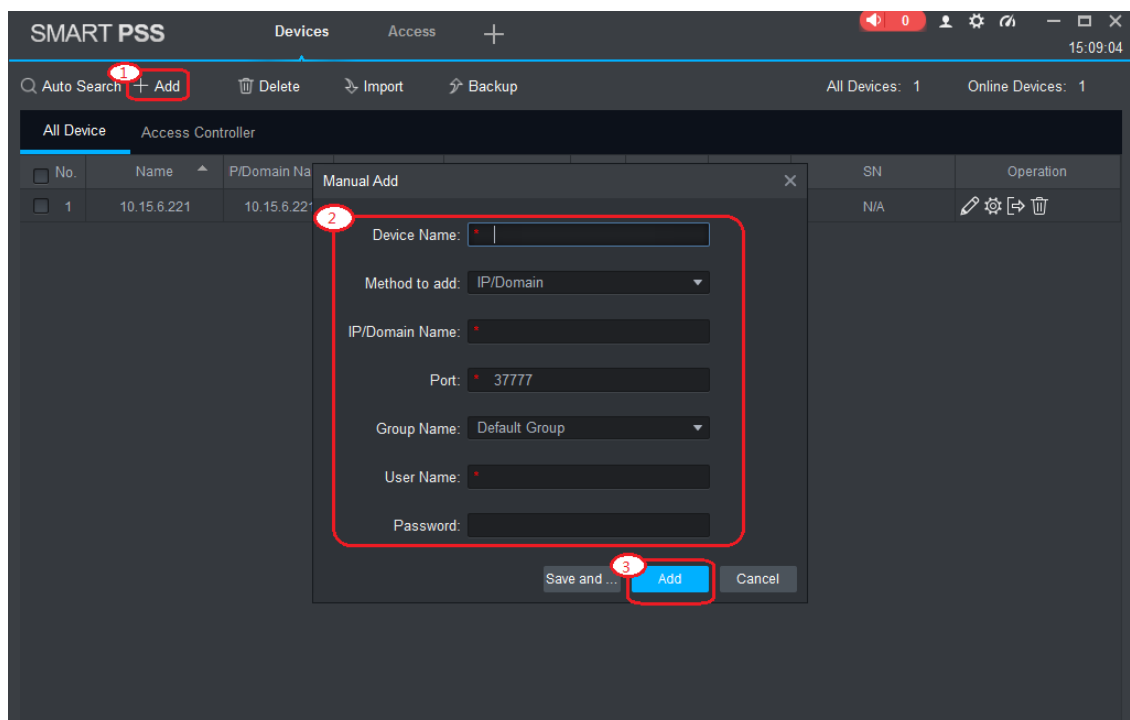 SMART PSS Devices Access 0
15:09:04
1
Auto Search Add Delete Import Backup All Devices: 1 Online Devices: 1
All Device Access Controller
No. Name P/Domain Na SN Operation
Manual Add
1 10.15.6.221 10.15.6.221 N/A
2
Device Name: *
Method to add: IP/Domain
IP/Domain Name: *
Port: * 37777
Group Name: Default Group
User Name: *
Password:
3
Save and ... Add Cancel